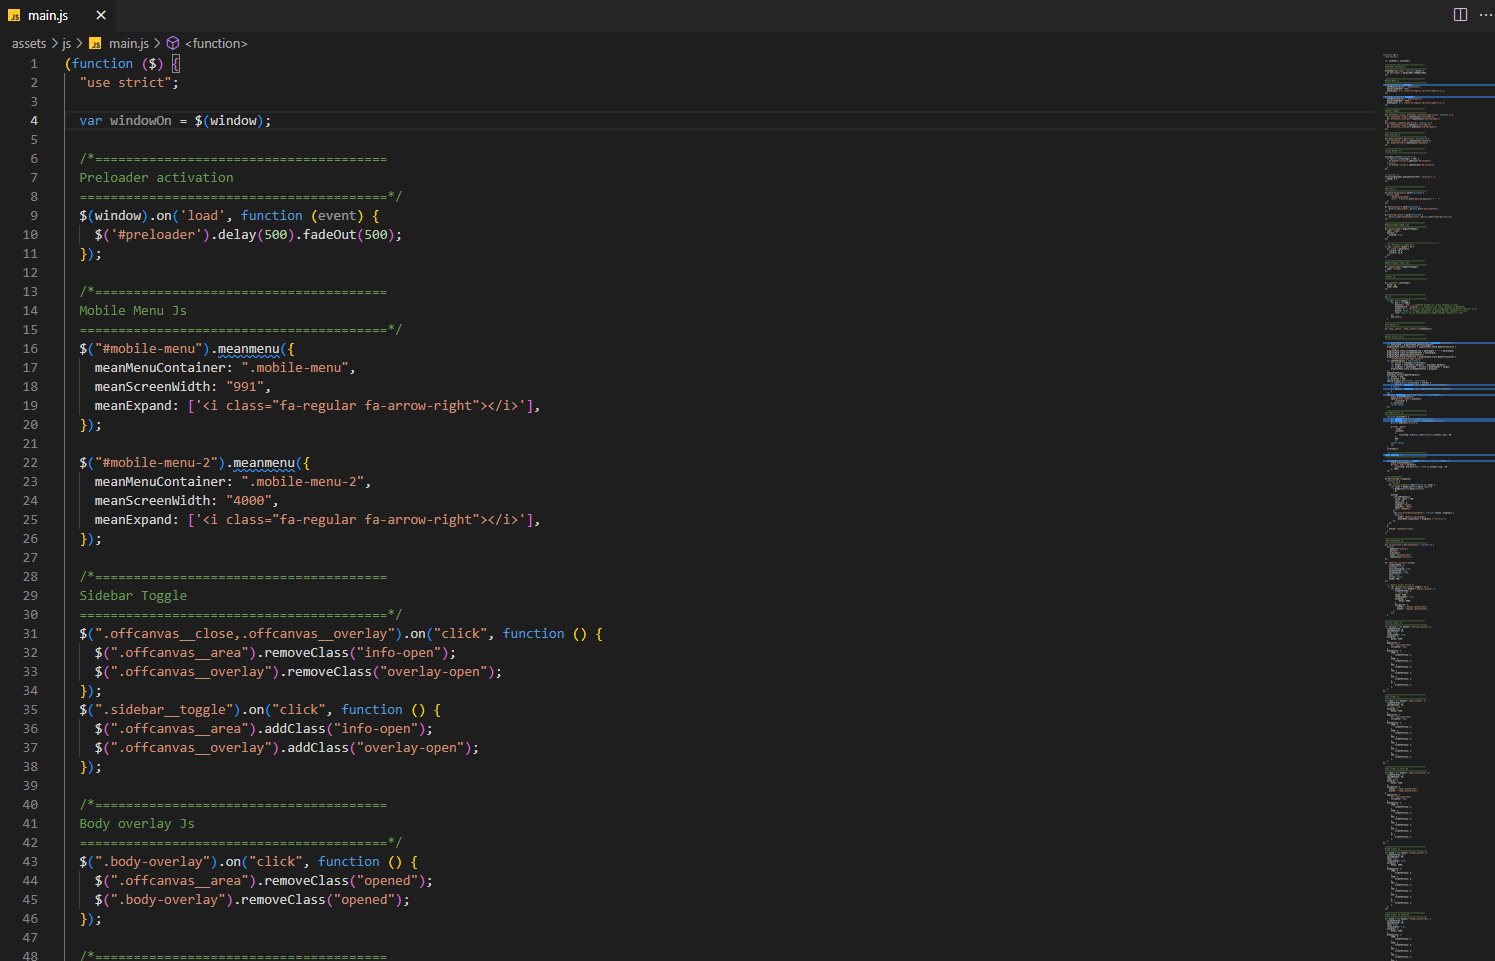 JS main.js ×
assets > js > JS main.js > <function>
1 (function ($) {
2 "use strict";
3
4 var windowOn = $(window);
5
6 /*======================================
7 Preloader activation
8 ========================================*/
9 $(window).on('load', function (event) {
10 $('#preloader').delay(500).fadeOut(500);
11 });
12
13 /*======================================
14 Mobile Menu Js
15 ========================================*/
16 $("#mobile-menu").meanmenu({
17 meanMenuContainer: ".mobile-menu",
18 meanScreenWidth: "991",
19 meanExpand: ['<i class="fa-regular fa-arrow-right"></i>'],
20 });
21
22 $("#mobile-menu-2").meanmenu({
23 meanMenuContainer: ".mobile-menu-2",
24 meanScreenWidth: "4000",
25 meanExpand: ['<i class="fa-regular fa-arrow-right"></i>'],
26 });
27
28 /*======================================
29 Sidebar Toggle
30 ========================================*/
31 $(".offcanvas__close,.offcanvas__overlay").on("click", function () {
32 $(".offcanvas__area").removeClass("info-open");
33 $(".offcanvas__overlay").removeClass("overlay-open");
34 });
35 $(".sidebar__toggle").on("click", function () {
36 $(".offcanvas__area").addClass("info-open");
37 $(".offcanvas__overlay").addClass("overlay-open");
38 });
39
40 /*======================================
41 Body overlay Js
42 ========================================*/
43 $(".body-overlay").on("click", function () {
44 $(".offcanvas__area").removeClass("opened");
45 $(".body-overlay").removeClass("opened");
46 });
47
48 /*======================================